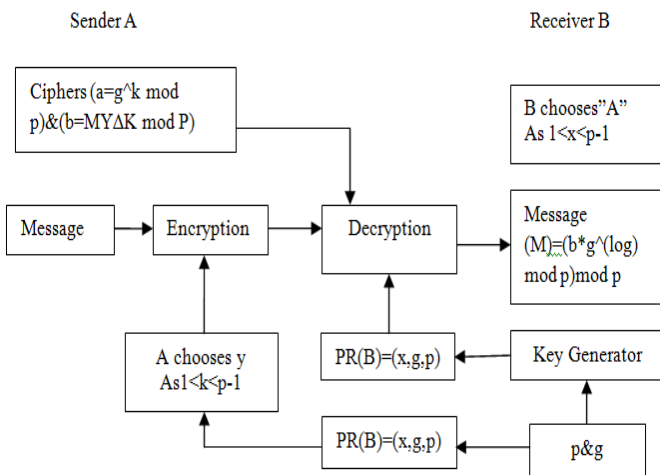 Sender A
Receiver B
Ciphers (a=g^k mod
p)&(b=MYΔK mod P)
B chooses”A”
As 1<x<p-1
Message
Encryption
Decryption
Message
(M)=(b*g^(log)
mod p)mod p
A chooses y
As1<k<p-1
PR(B)=(x,g,p)
Key Generator
PR(B)=(x,g,p)
p&g